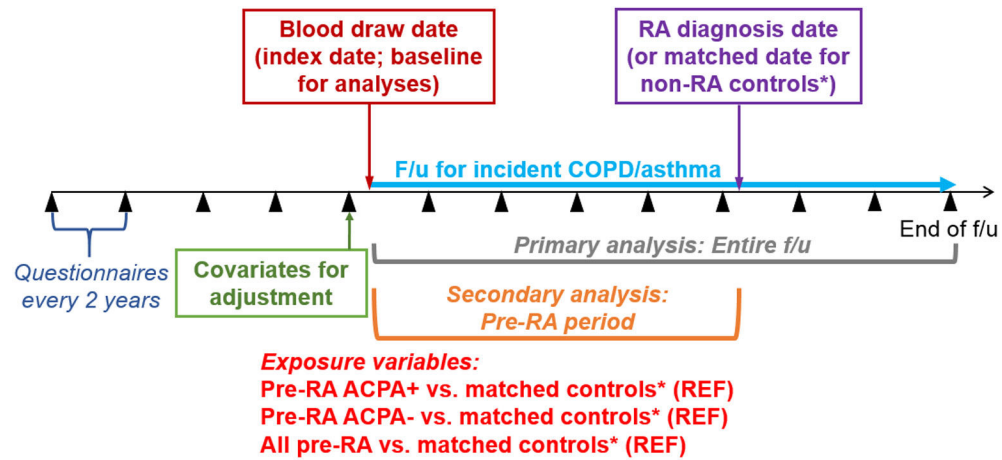 Blood draw date
(index date; baseline
for analyses)
RA diagnosis date
(or matched date for
non-RA controls*)
F/u for incident COPD/asthma
End of f/u
Questionnaires
every 2 years
Covariates for
adjustment
Primary analysis: Entire f/u
Secondary analysis:
Pre-RA period
Exposure variables:
Pre-RA ACPA+ vs. matched controls* (REF)
Pre-RA ACPA- vs. matched controls* (REF)
All pre-RA vs. matched controls* (REF)